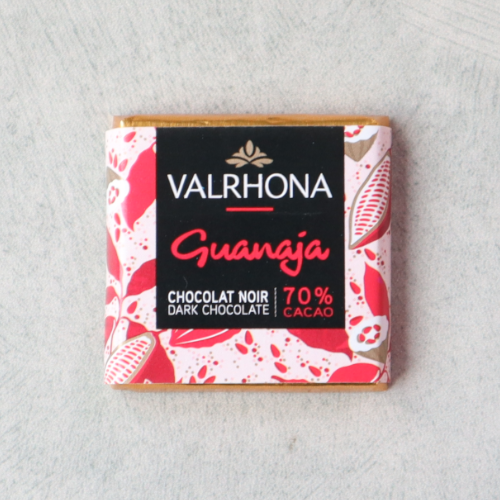 VALRHONA
Guanaja
CHOCOLAT NOIR 70%
DARK CHOCOLATE CACAO